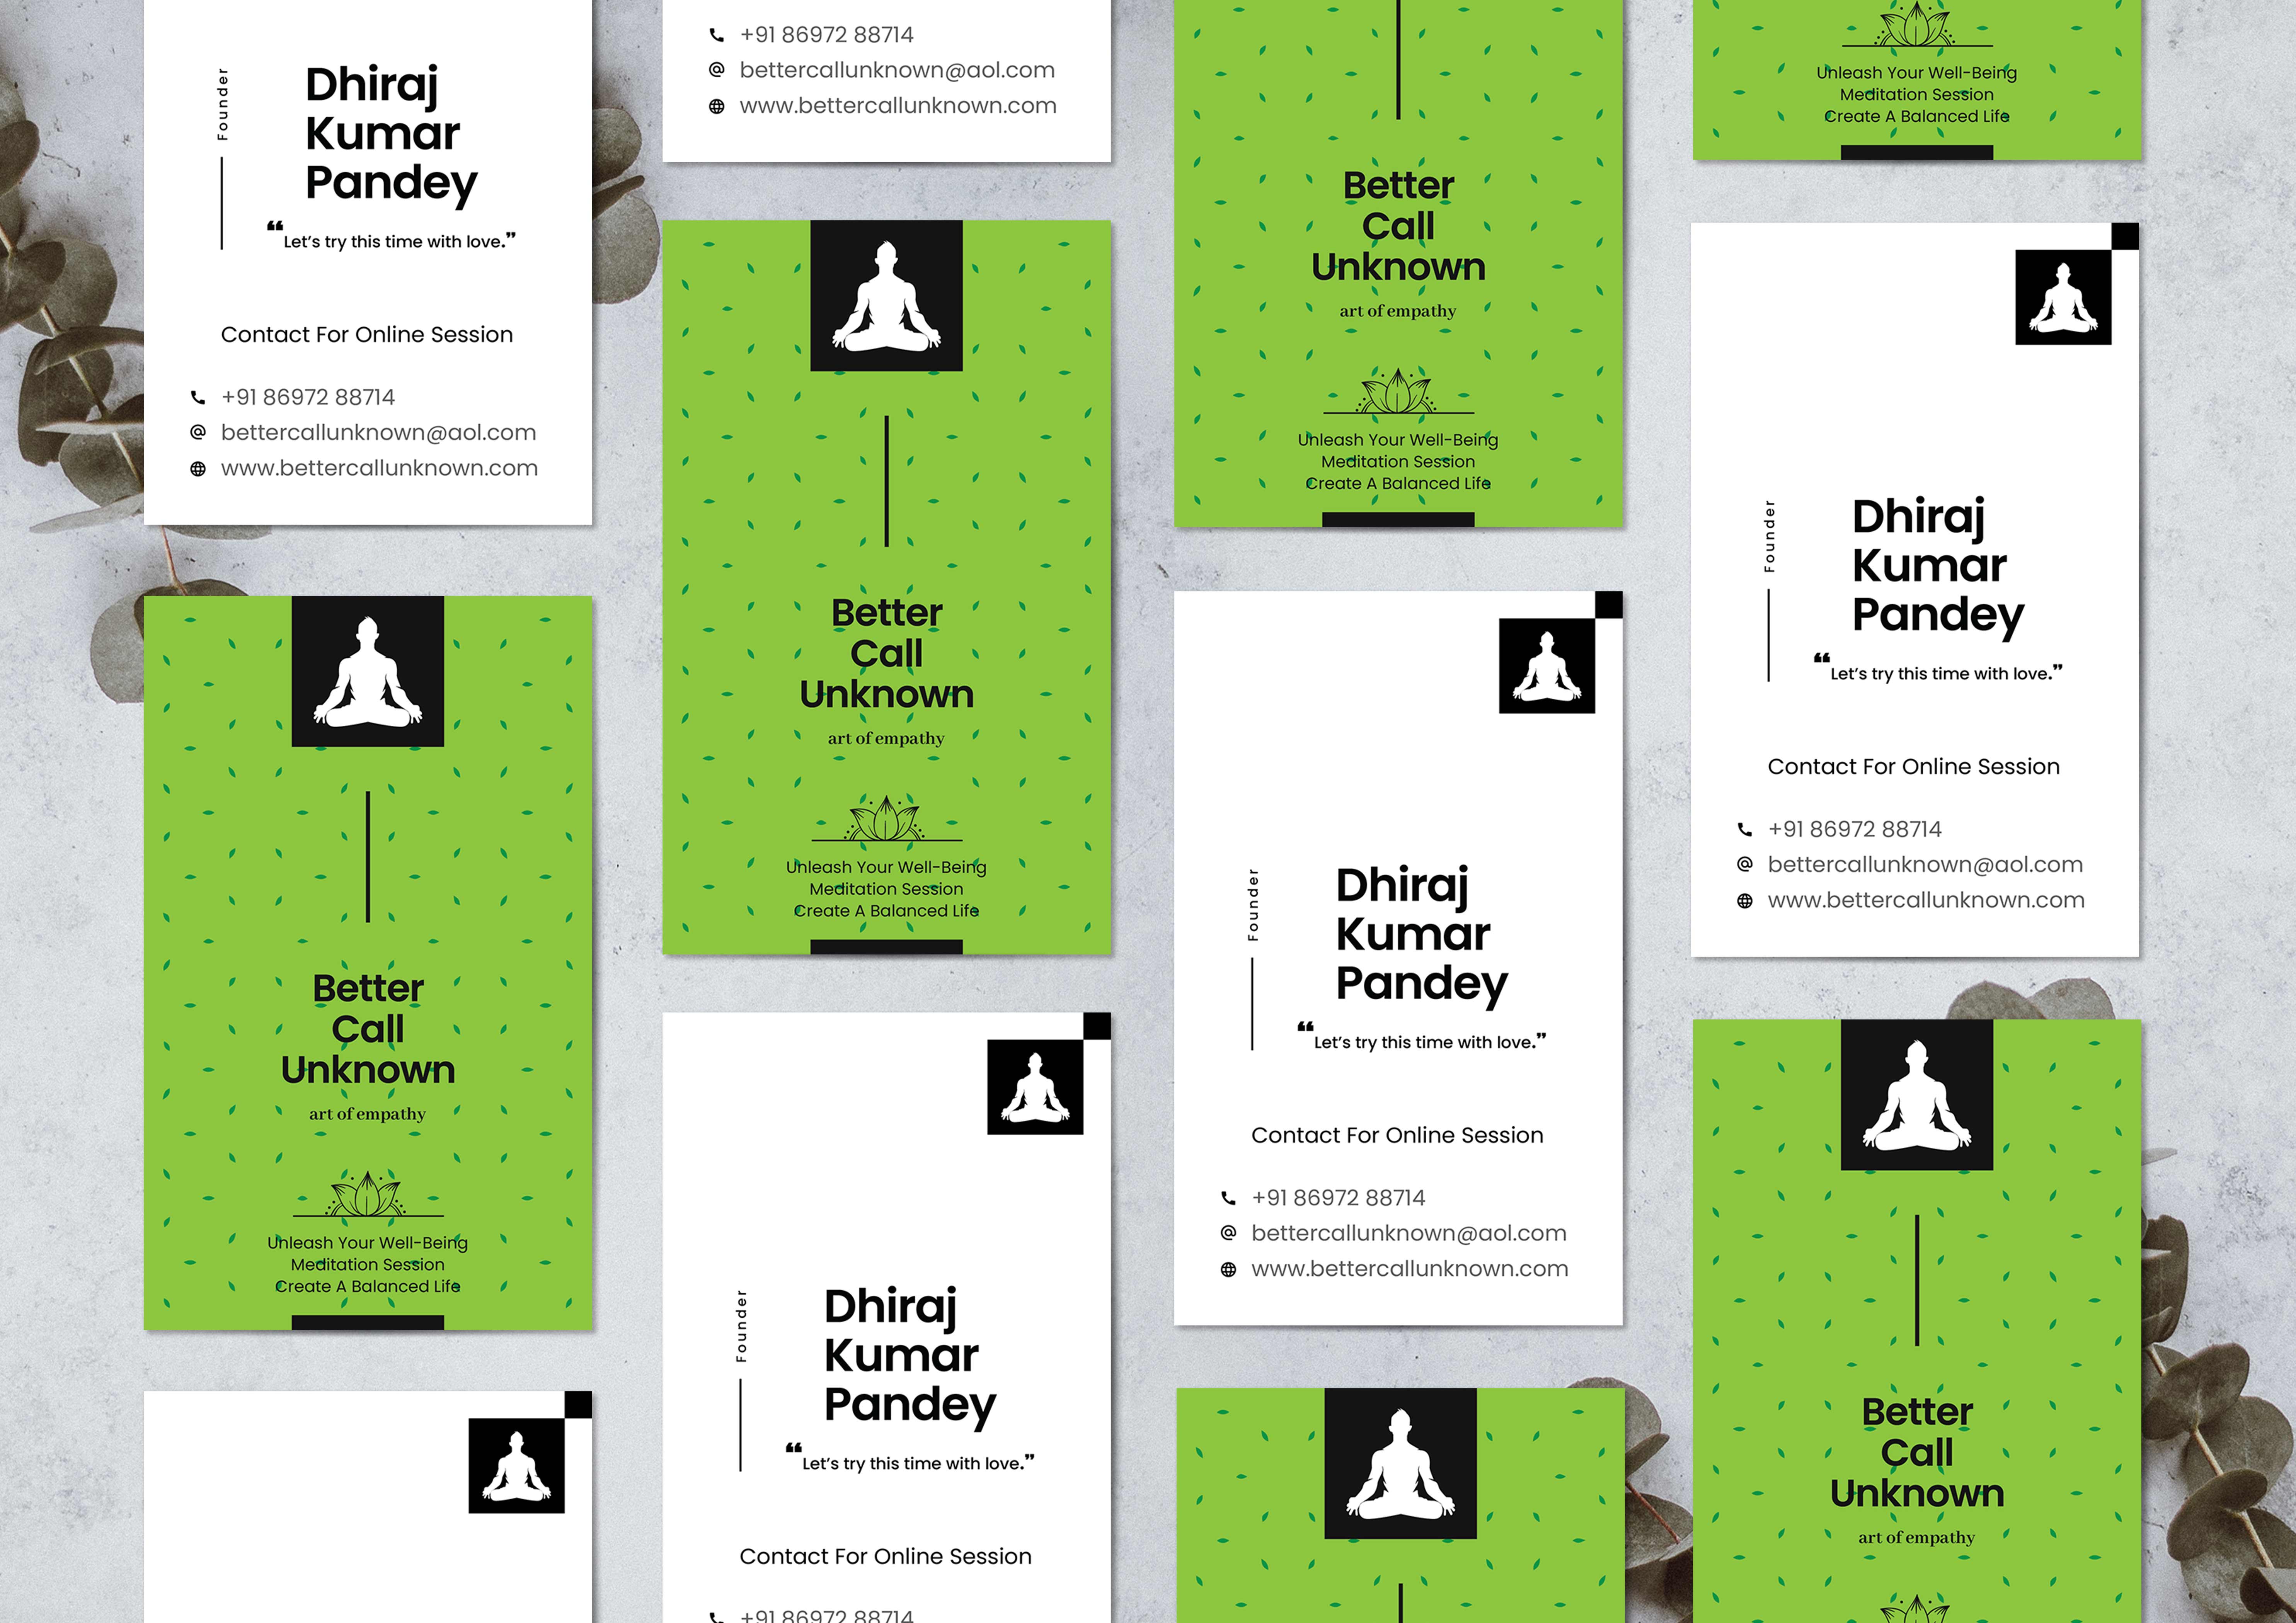 Founder
Dhiraj
Kumar
Pandey
“Let’s try this time with love.”
Contact For Online Session
+91 86972 88714
bettercallunknown@aol.com
www.bettercallunknown.com
Better
Call
Unknown
art of empathy
Unleash Your Well-Being
Meditation Session
Create A Balanced Life
+91 86972 88714
bettercallunknown@aol.com
www.bettercallunknown.com
Better
Call
Unknown
art of empathy
Unleash Your Well-Being
Meditation Session
Create A Balanced Life
Founder
Dhiraj
Kumar
Pandey
“Let’s try this time with love.”
Contact For Online Session
+91 86972 88714
Better
Call
Unknown
art of empathy
Unleash Your Well-Being
Meditation Session
Create A Balanced Life
Founder
Dhiraj
Kumar
Pandey
“Let’s try this time with love.”
Contact For Online Session
+91 86972 88714
bettercallunknown@aol.com
www.bettercallunknown.com
Unleash Your Well-Being
Meditation Session
Create A Balanced Life
Founder
Dhiraj
Kumar
Pandey
“Let’s try this time with love.”
Contact For Online Session
+91 86972 88714
bettercallunknown@aol.com
www.bettercallunknown.com
Better
Call
Unknown
art of empathy